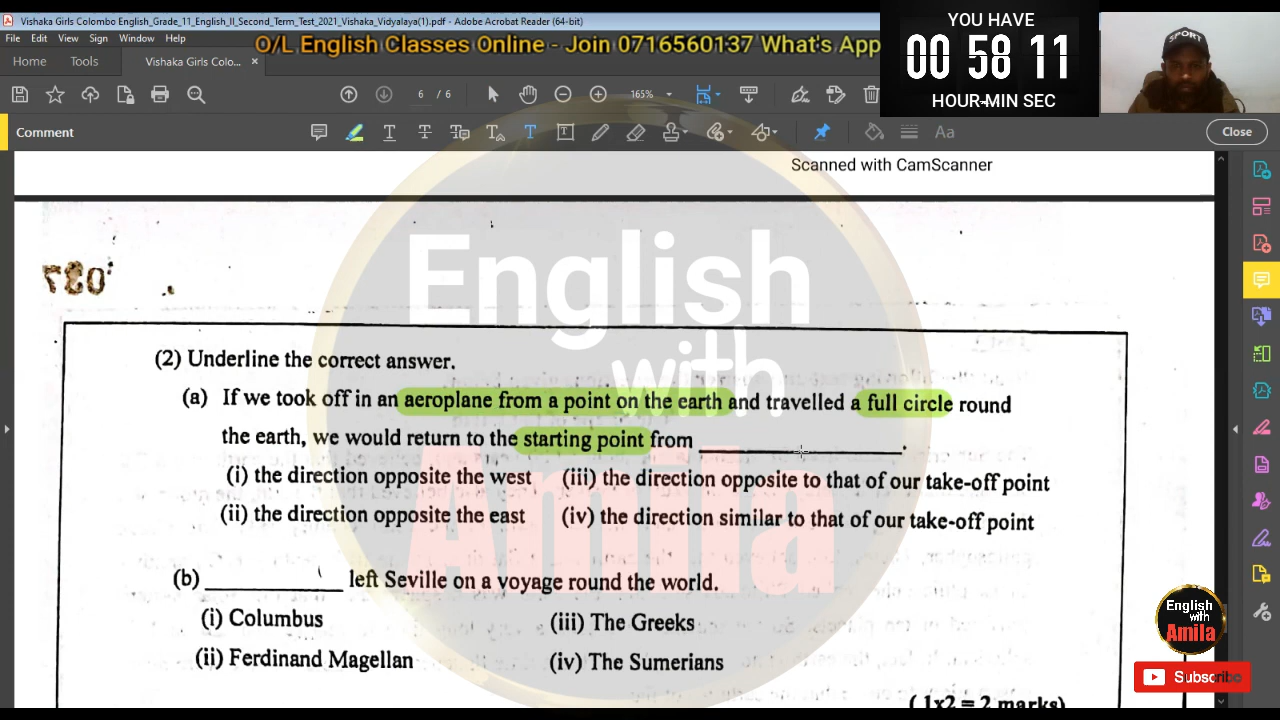 Vishaka Girls Colombo English_Grade_11_English_II_Second_Term_Test_2021_Vishaka_Vidyalaya(1).pdf - Adobe Acrobat Reader (64-bit)
File Edit View Sign Window Help
O/L English Classes Online - Join 0716560137 What's App
YOU HAVE
00 58 11
HOUR MIN SEC
SPORT
Home Tools Vishaka Girls Colo... ×
6 / 6 165%
Comment
Aa
Close
Scanned with CamScanner
English
with
Amila
(2) Underline the correct answer.
(a) If we took off in an aeroplane from a point on the earth and travelled a full circle round
the earth, we would return to the starting point from ____________.
(i) the direction opposite the west (iii) the direction opposite to that of our take-off point
(ii) the direction opposite the east (iv) the direction similar to that of our take-off point
(b) ____________ left Seville on a voyage round the world.
(i) Columbus (iii) The Greeks
(ii) Ferdinand Magellan (iv) The Sumerians
( 1x2 = 2 marks)
English
with
Amila
Subscribe